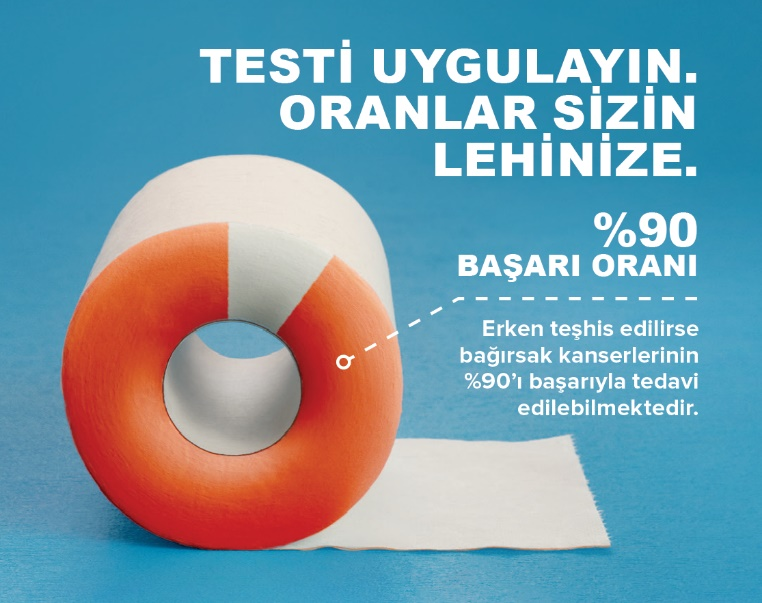 TESTİ UYGULAYIN.
ORANLAR SİZİN
LEHİNİZE.
%90
BAŞARI ORANI
Erken teşhis edilirse
bağırsak kanserlerinin
%90’ı başarıyla tedavi
edilebilmektedir.